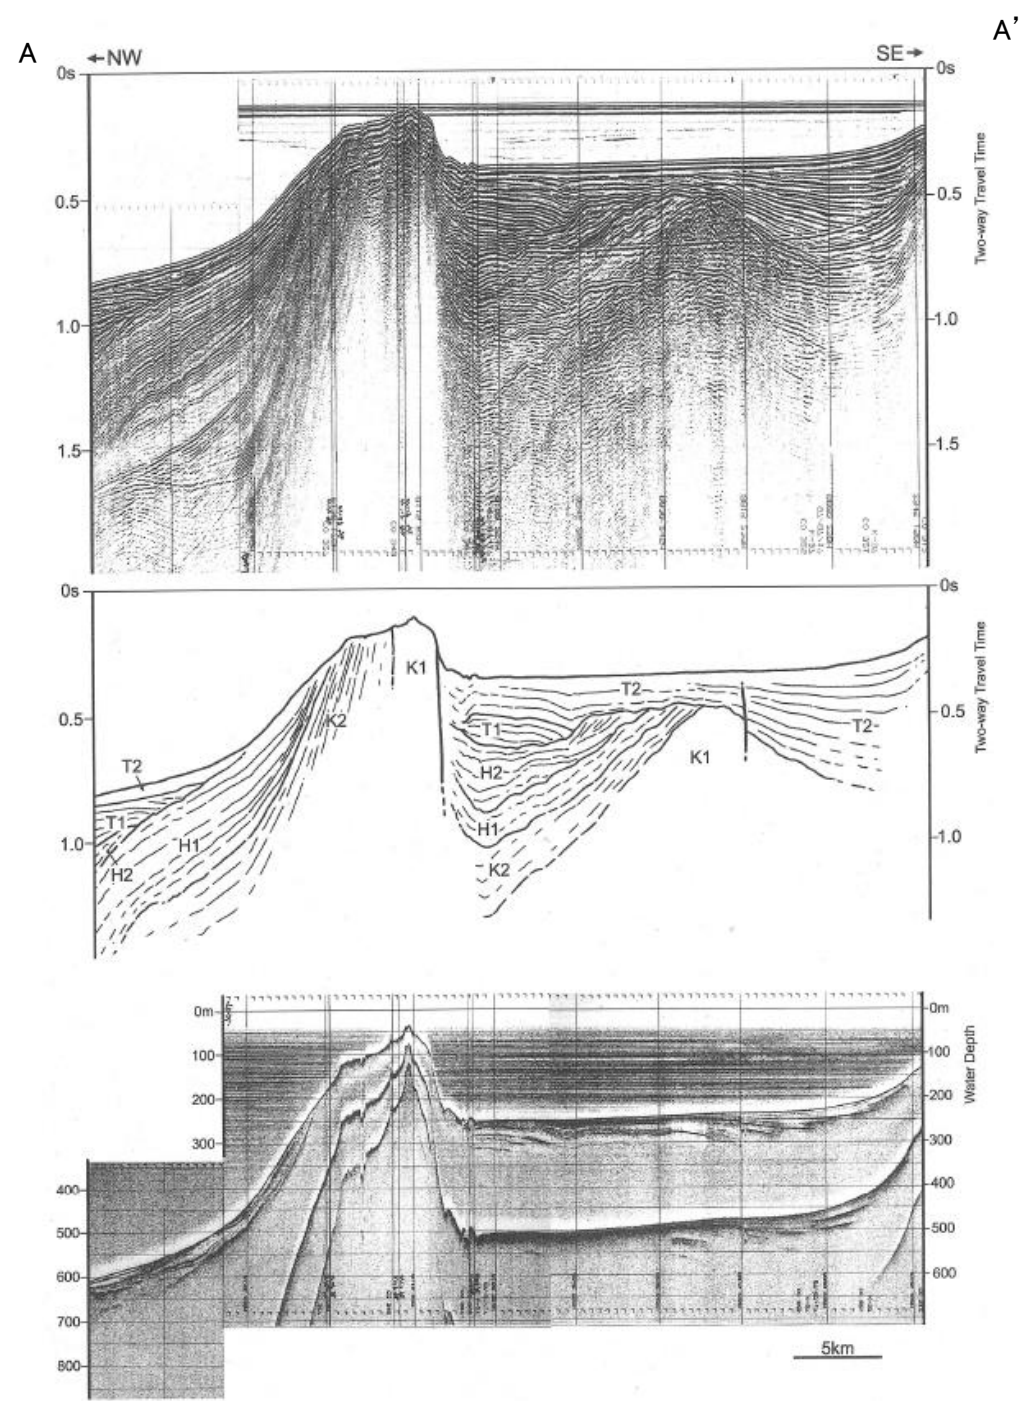 A
A'
←NW
SE→
0s
0s
0.5
0.5
1.0
1.0
1.5
1.5
Two-way Travel Time
0s
0s
0.5
0.5
1.0
1.0
Two-way Travel Time
K1
K2
T2
T1
H2
T2-
K1
T2
T1
H1
H2
H1
K2
0m
0m
100
100
200
200
300
300
400
400
500
500
600
600
700
800
Water Depth
5km